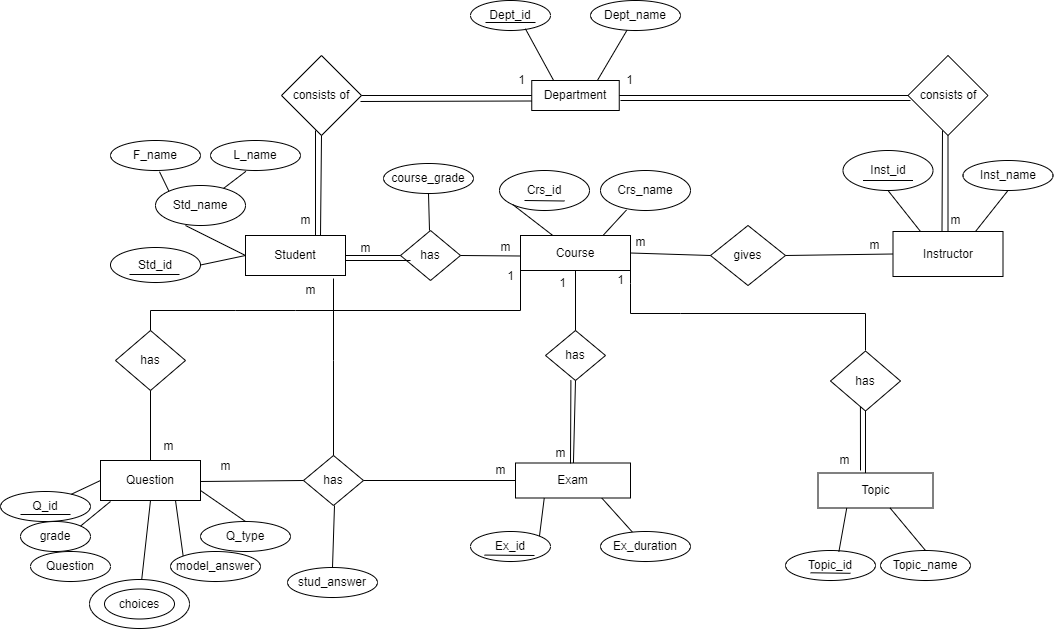 Dept_id
Dept_name
1
1
consists of
Department
consists of
F_name
L_name
Std_name
Std_id
m
Student
m
course_grade
has
m
Crs_id
Crs_name
Course
m
gives
m
Inst_id
Inst_name
m
Instructor
m
1
1
1
has
has
has
m
m
m
m
m
Question
has
Exam
Topic
Q_id
grade
Question
choices
model_answer
Q_type
stud_answer
Ex_id
Ex_duration
Topic_id
Topic_name